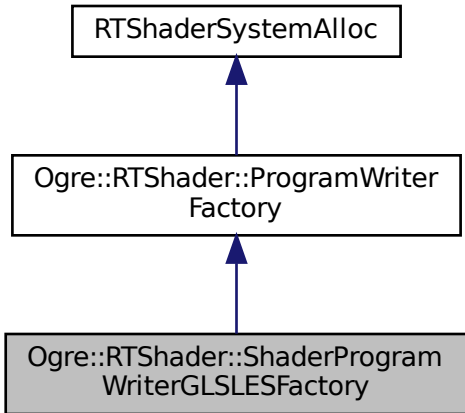 RTShaderSystemAlloc
Ogre::RTShader::ProgramWriter
Factory
Ogre::RTShader::ShaderProgram
WriterGLSLESFactory